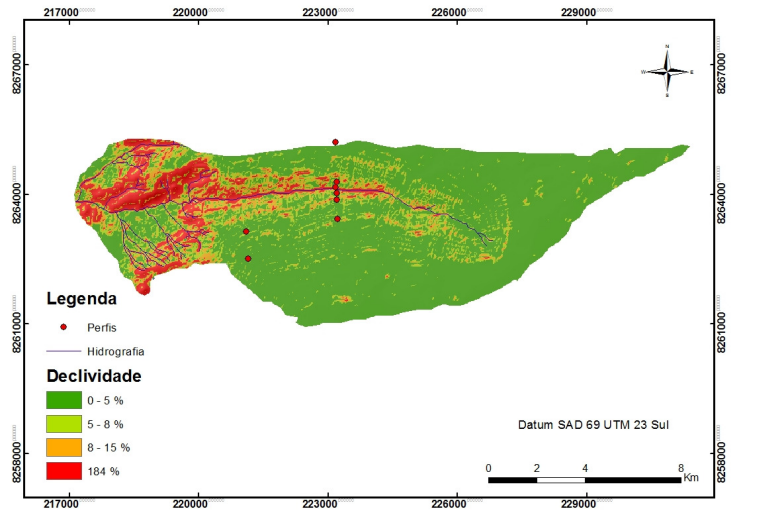 217000 220000 223000 226000 229000
8267000 8267000
N
W E
S
8264000 8264000
Legenda
Perfis
8261000 8261000
Hidrografia
Declividade
0 - 5 %
5 - 8 %
Datum SAD 69 UTM 23 Sul
8 - 15 %
8258000 8258000
184 %
0 2 4 8
Km
217000 220000 223000 226000 229000